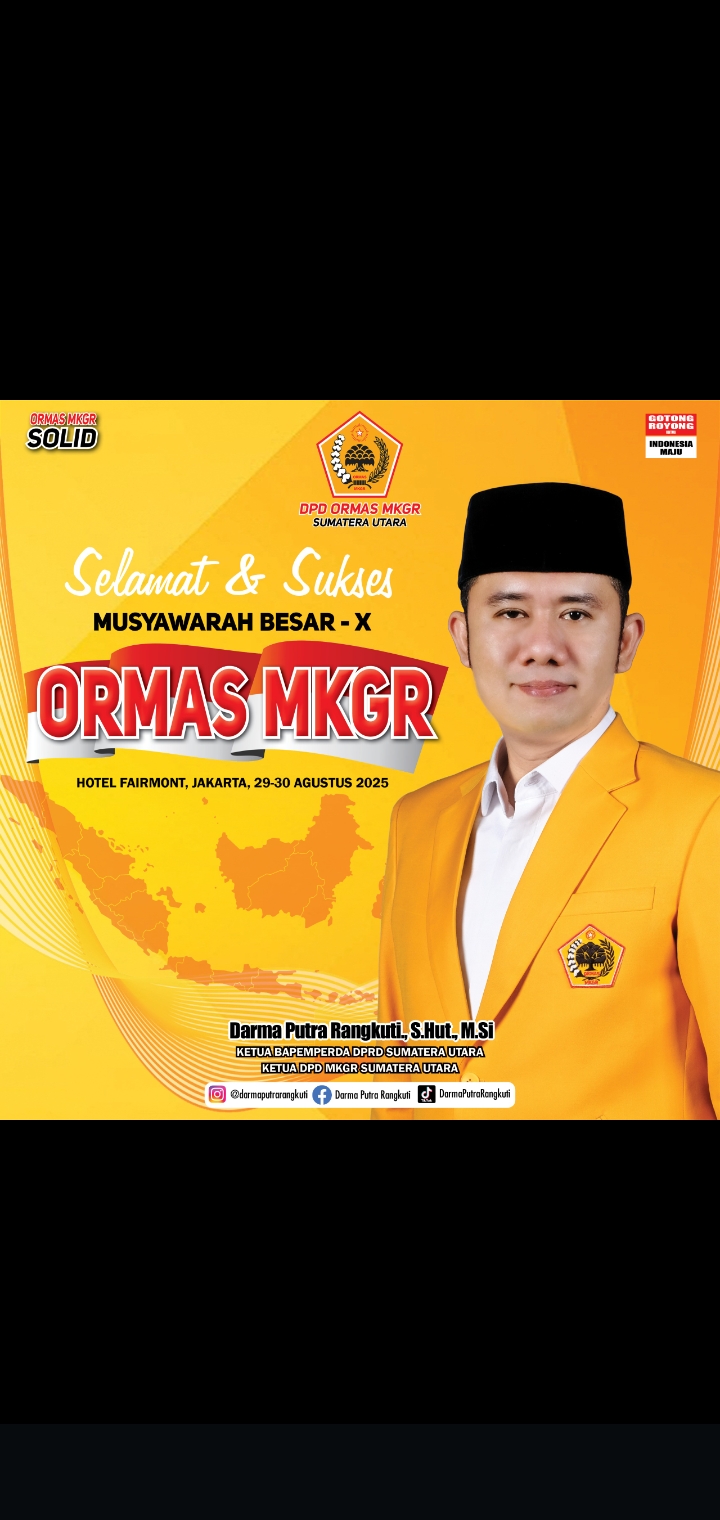 ORMAS MKGR
SOLID
GOTONG
ROYONG
INDONESIA
MAJU
DPD ORMAS MKGR
SUMATERA UTARA
Selamat & Sukses
MUSYAWARAH BESAR - X
ORMAS MKGR
HOTEL FAIRMONT, JAKARTA, 29-30 AGUSTUS 2025
ORMAS
MKGR
Darma Putra Rangkuti., S.Hut., M.Si
KETUA BAPEMPERDA DPRD SUMATERA UTARA
KETUA DPD MKGR SUMATERA UTARA
@darmaputrarangkuti Darma Putra Rangkuti DarmaPutraRangkuti